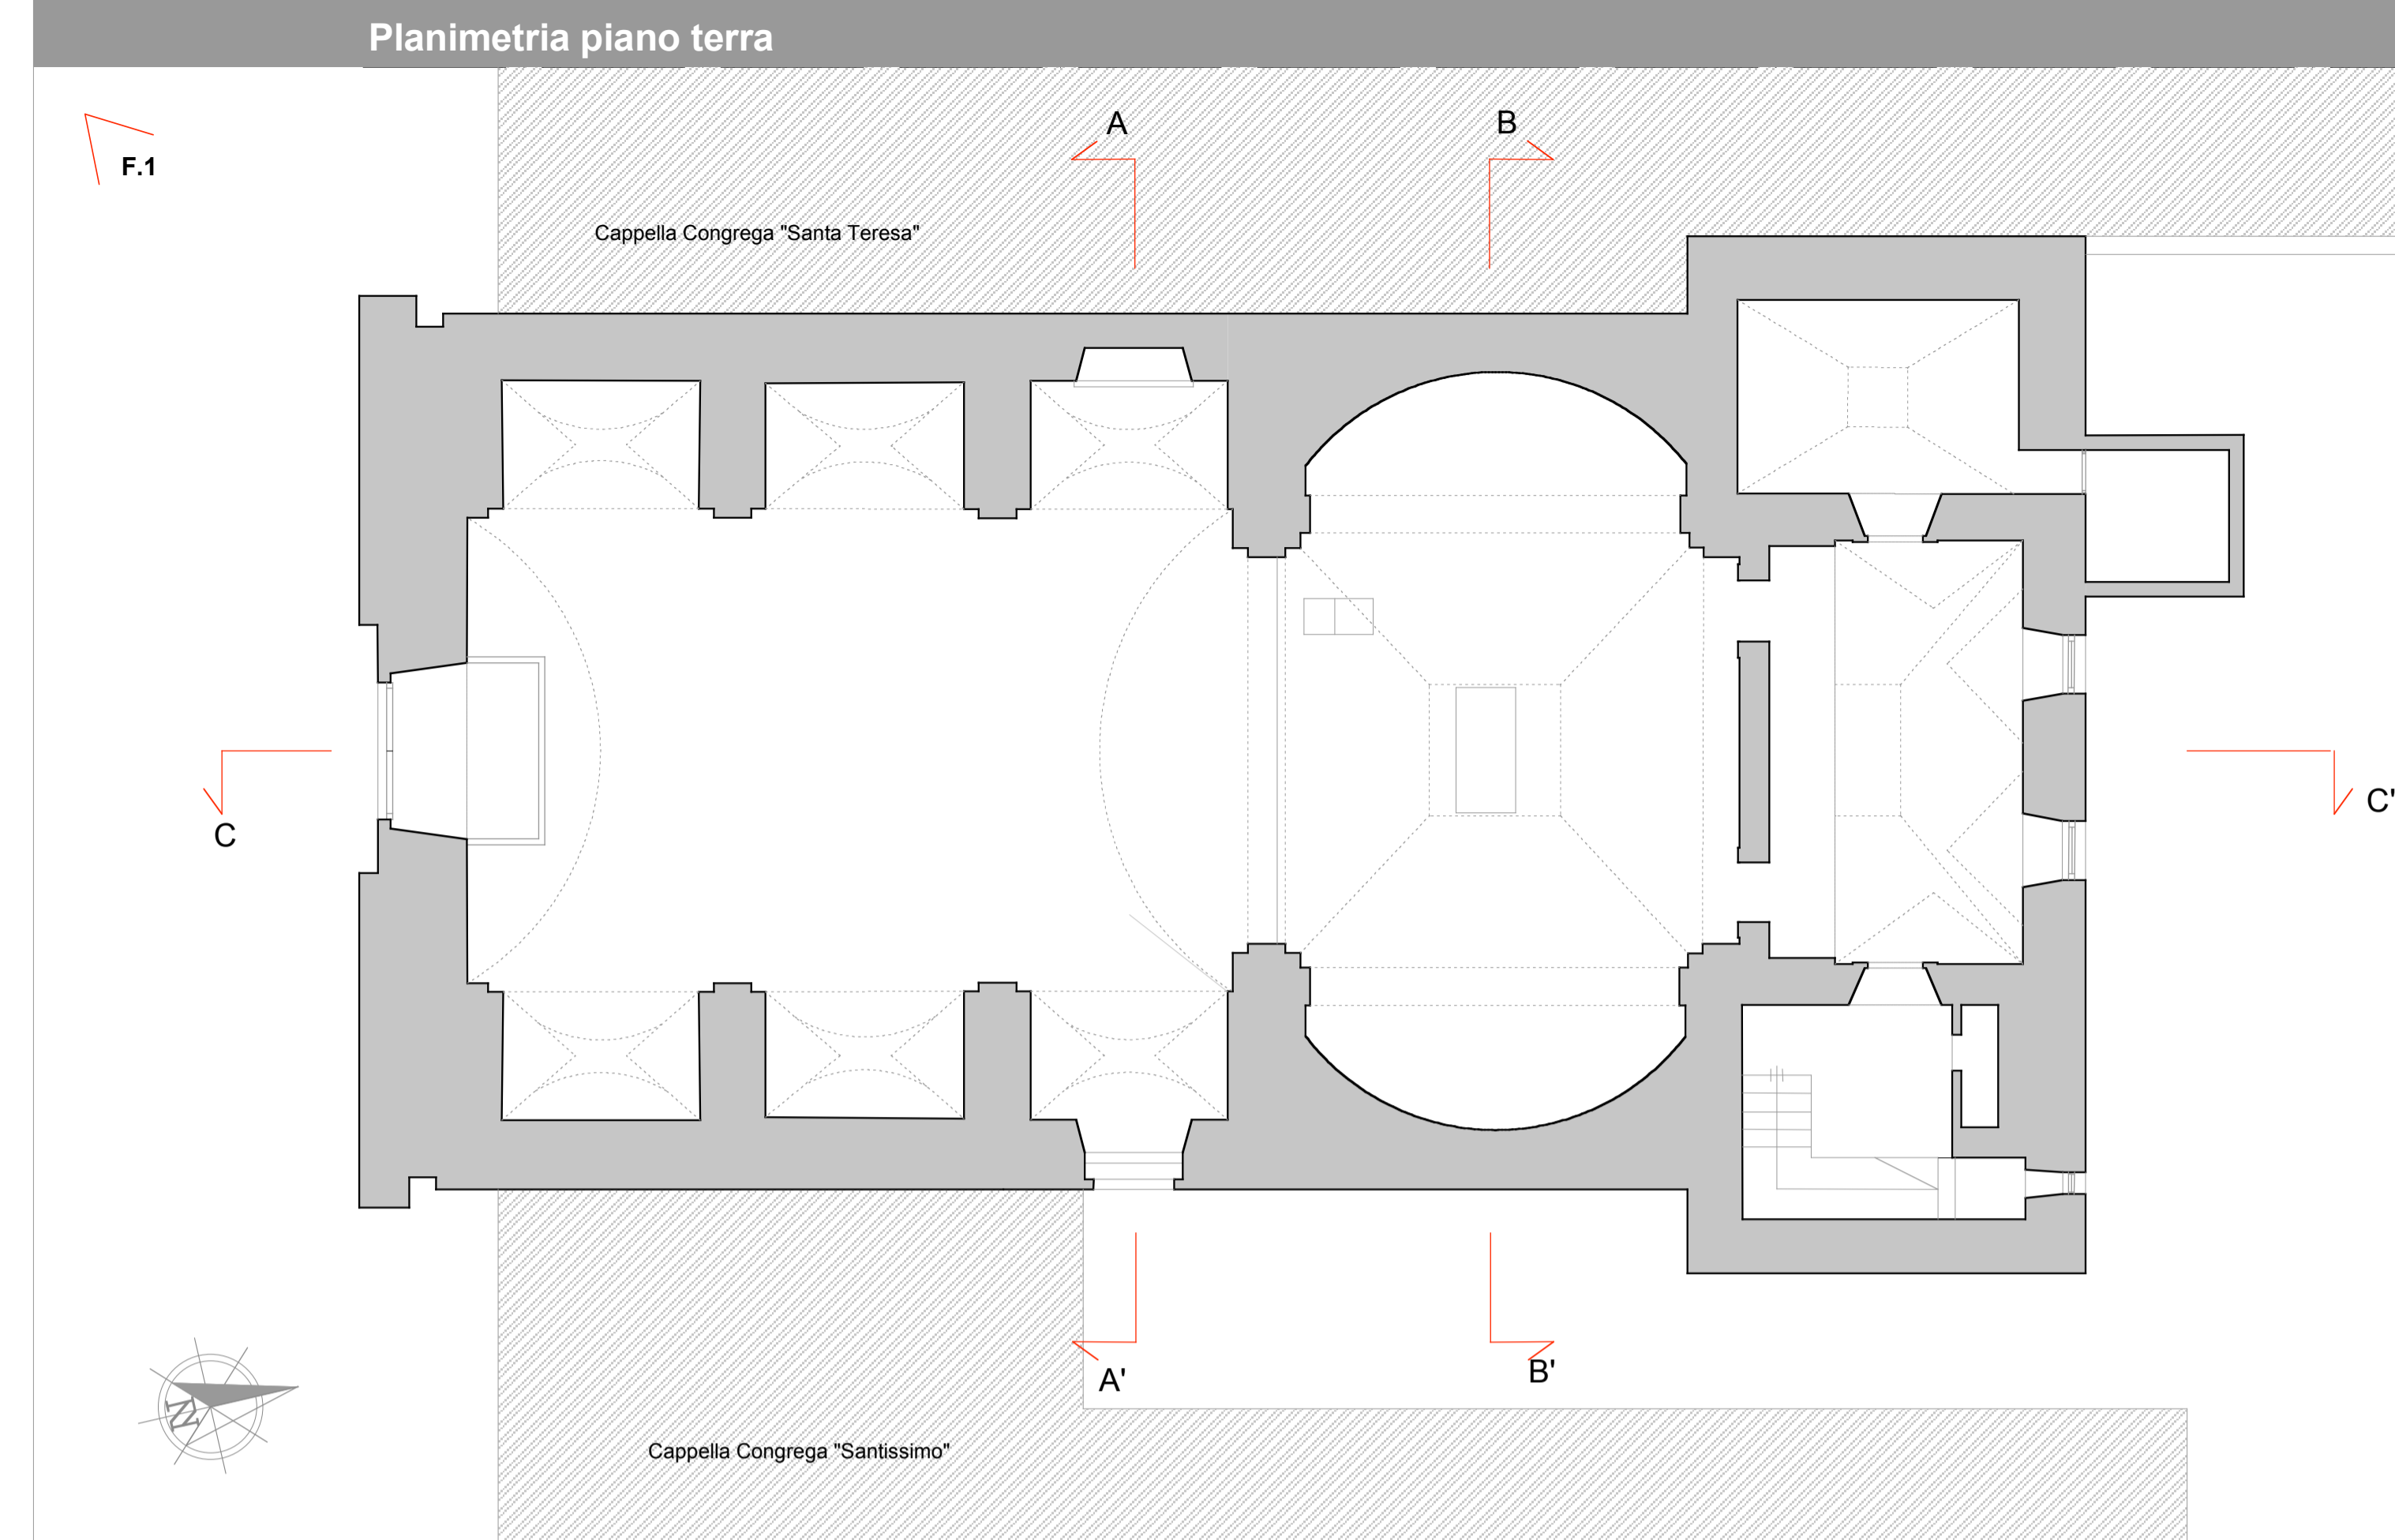 Planimetria piano terra
A
B
F.1
Cappella Congrega "Santa Teresa"
C
C'
A'
B'
N
Cappella Congrega "Santissimo"